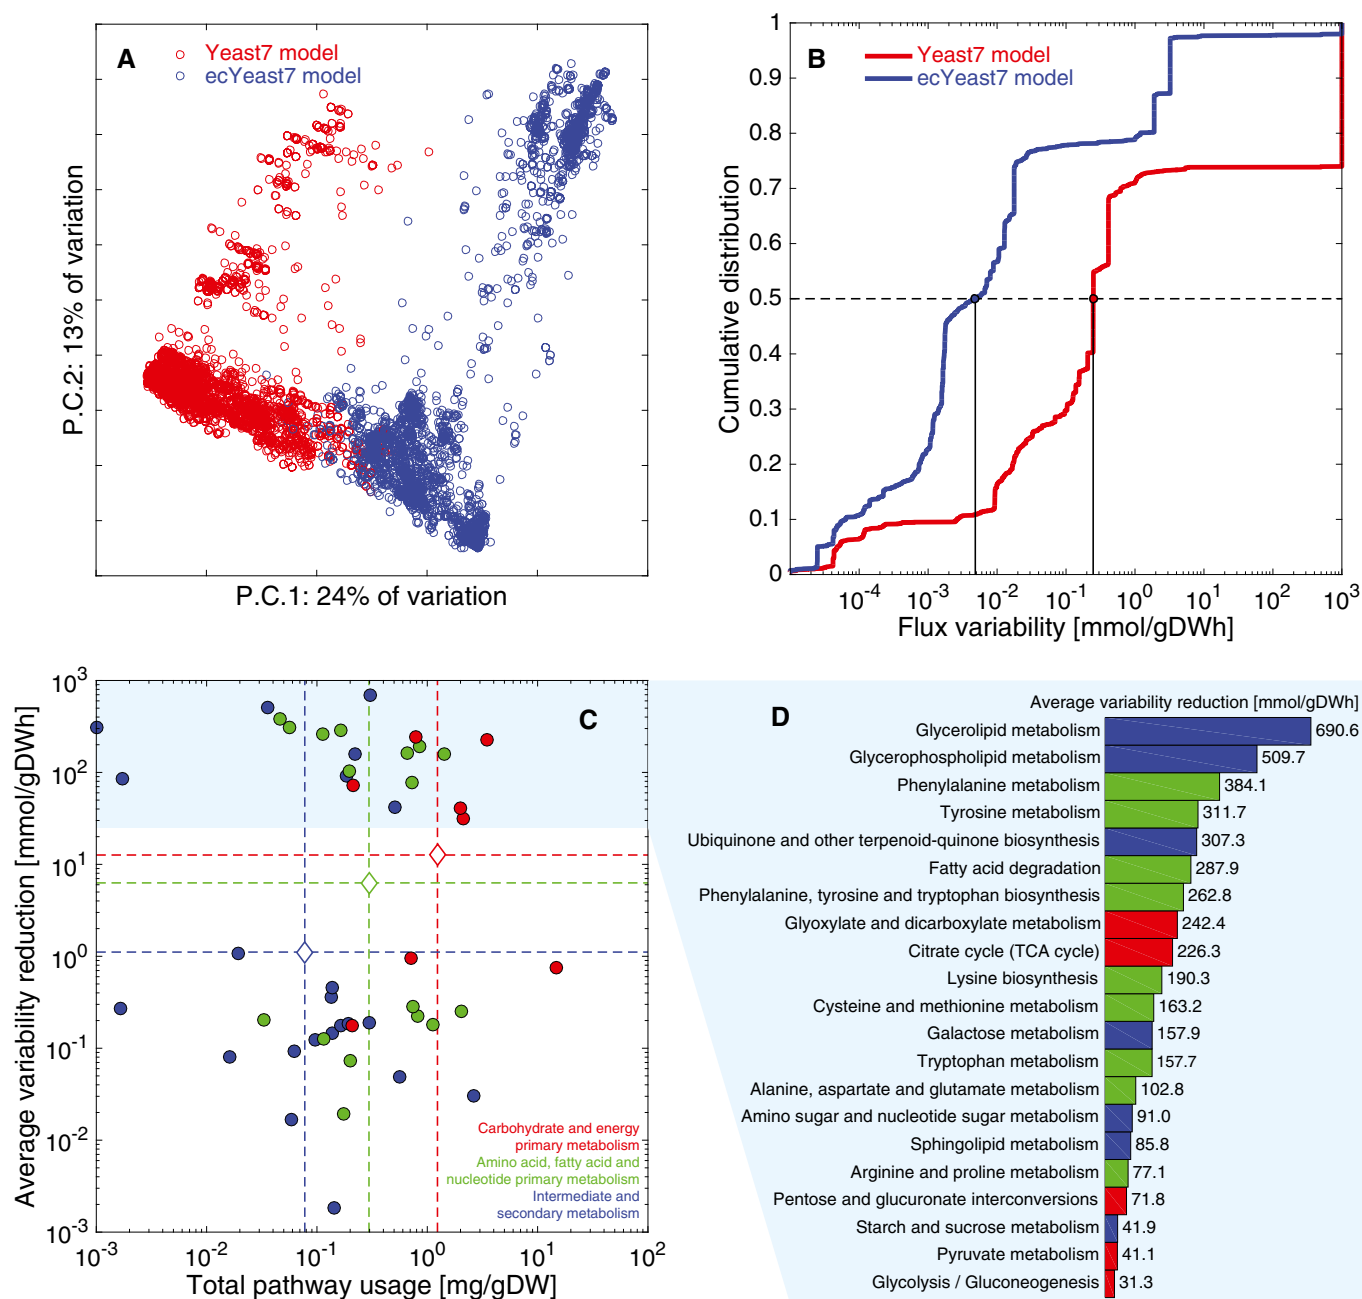 A
Yeast7 model
ecYeast7 model
P.C.2: 13% of variation
P.C.1: 24% of variation
B
Yeast7 model
ecYeast7 model
Cumulative distribution
1
0.9
0.8
0.7
0.6
0.5
0.4
0.3
0.2
0.1
0
10^-4 10^-3 10^-2 10^-1 10^0 10^1 10^2 10^3
Flux variability [mmol/gDWh]
C
Average variability reduction [mmol/gDWh]
10^3
10^2
10^1
10^0
10^-1
10^-2
10^-3
Carbohydrate and energy
primary metabolism
Amino acid, fatty acid and
nucleotide primary metabolism
Intermediate and
secondary metabolism
10^-3 10^-2 10^-1 10^0 10^1 10^2
Total pathway usage [mg/gDW]
D
Average variability reduction [mmol/gDWh]
Glycerolipid metabolism 690.6
Glycerophospholipid metabolism 509.7
Phenylalanine metabolism 384.1
Tyrosine metabolism 311.7
Ubiquinone and other terpenoid-quinone biosynthesis 307.3
Fatty acid degradation 287.9
Phenylalanine, tyrosine and tryptophan biosynthesis 262.8
Glyoxylate and dicarboxylate metabolism 242.4
Citrate cycle (TCA cycle) 226.3
Lysine biosynthesis 190.3
Cysteine and methionine metabolism 163.2
Galactose metabolism 157.9
Tryptophan metabolism 157.7
Alanine, aspartate and glutamate metabolism 102.8
Amino sugar and nucleotide sugar metabolism 91.0
Sphingolipid metabolism 85.8
Arginine and proline metabolism 77.1
Pentose and glucuronate interconversions 71.8
Starch and sucrose metabolism 41.9
Pyruvate metabolism 41.1
Glycolysis / Gluconeogenesis 31.3